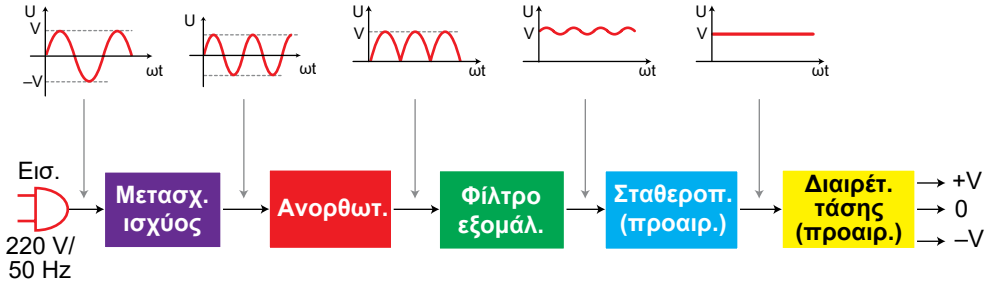 U
V
–V
ωt
U
ωt
U
V
ωt
U
V
ωt
U
V
ωt
Εισ.
220 V/
50 Hz
Μετασχ.
ισχύος
Ανορθωτ.
Φίλτρο
εξομάλ.
Σταθεροπ.
(προαιρ.)
Διαιρέτ.
τάσης
(προαιρ.)
+V
0
–V